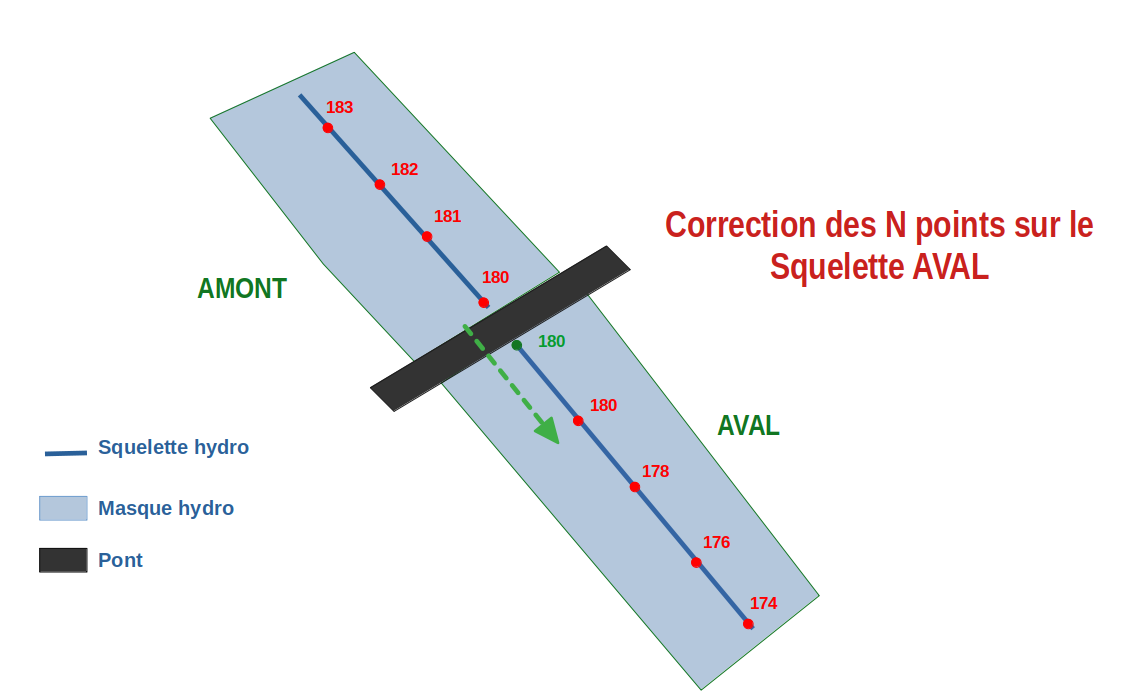 183
182
181
Correction des N points sur le
Squelette AVAL
180
AMONT
180
180
AVAL
Squelette hydro
178
Masque hydro
176
Pont
174